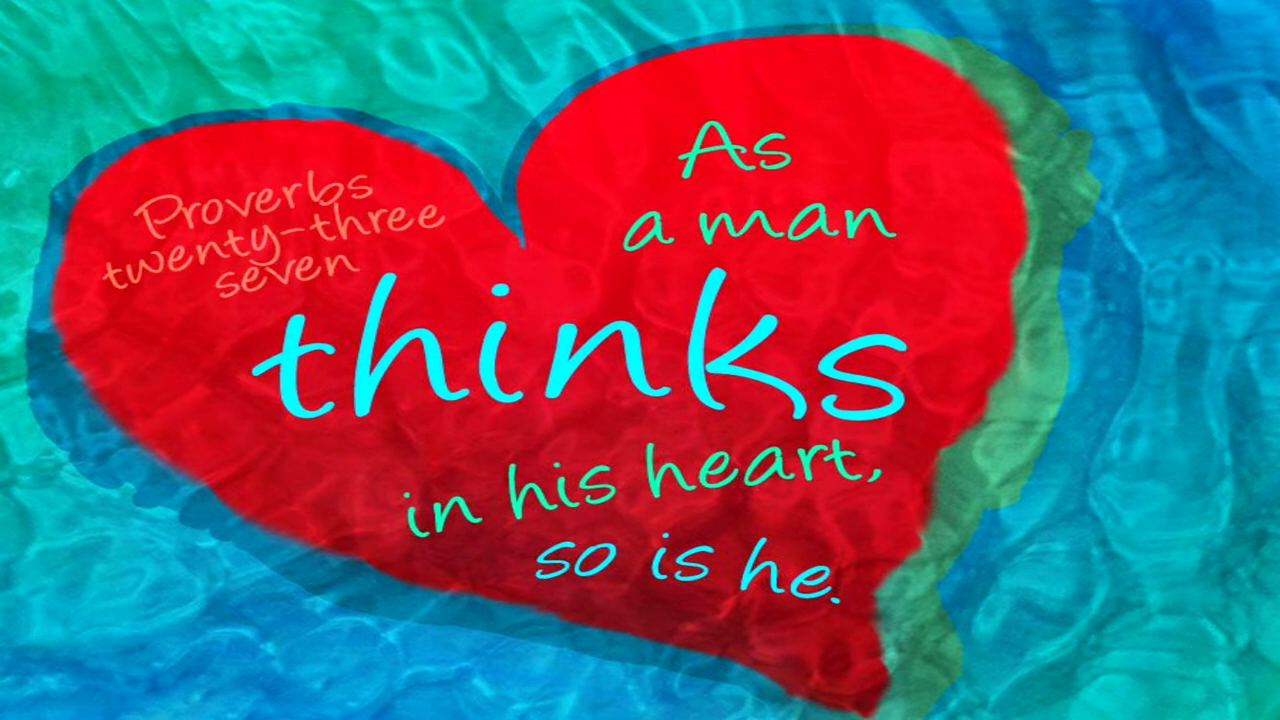 Proverbs
twenty-three
seven
As
a man
thinks
in his heart,
so is he.